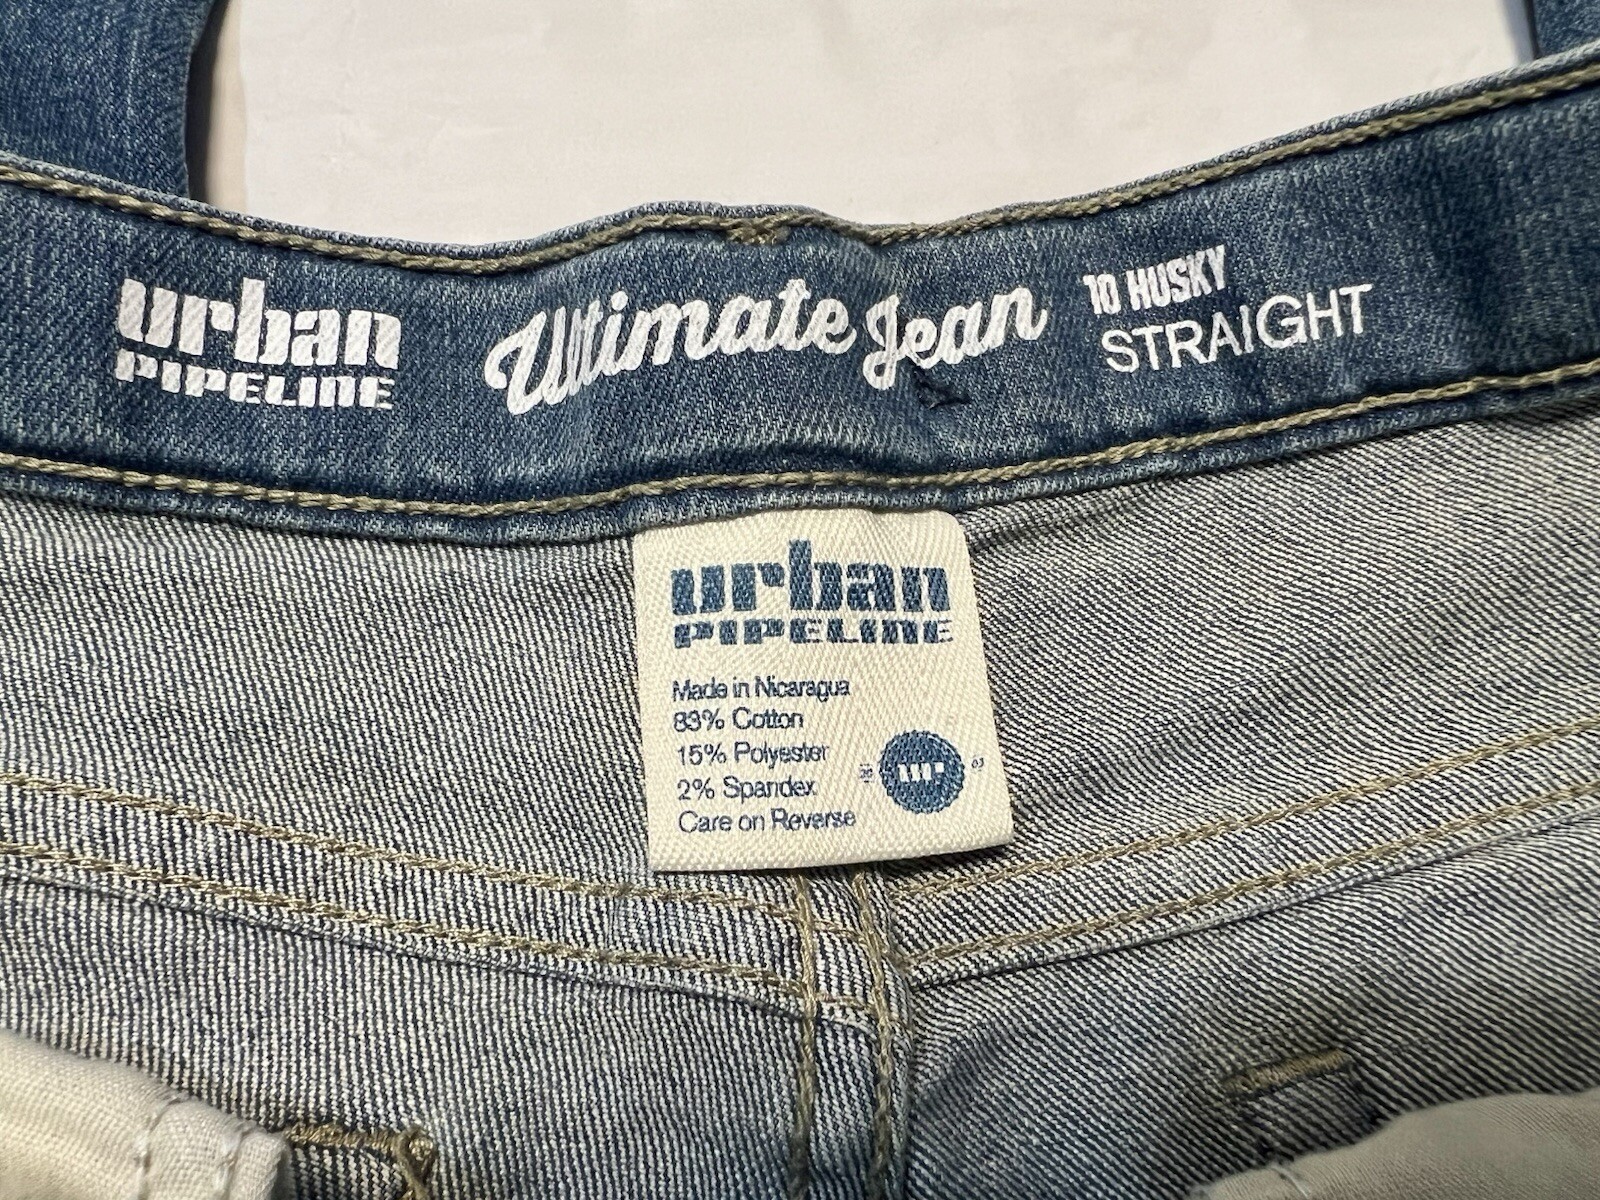 urban
PIPELINE
Ultimate Jean
10 HUSKY
STRAIGHT
urban
PIPELINE
Made in Nicaragua
83% Cotton
15% Polyester
2% Spandex
Care on Reverse